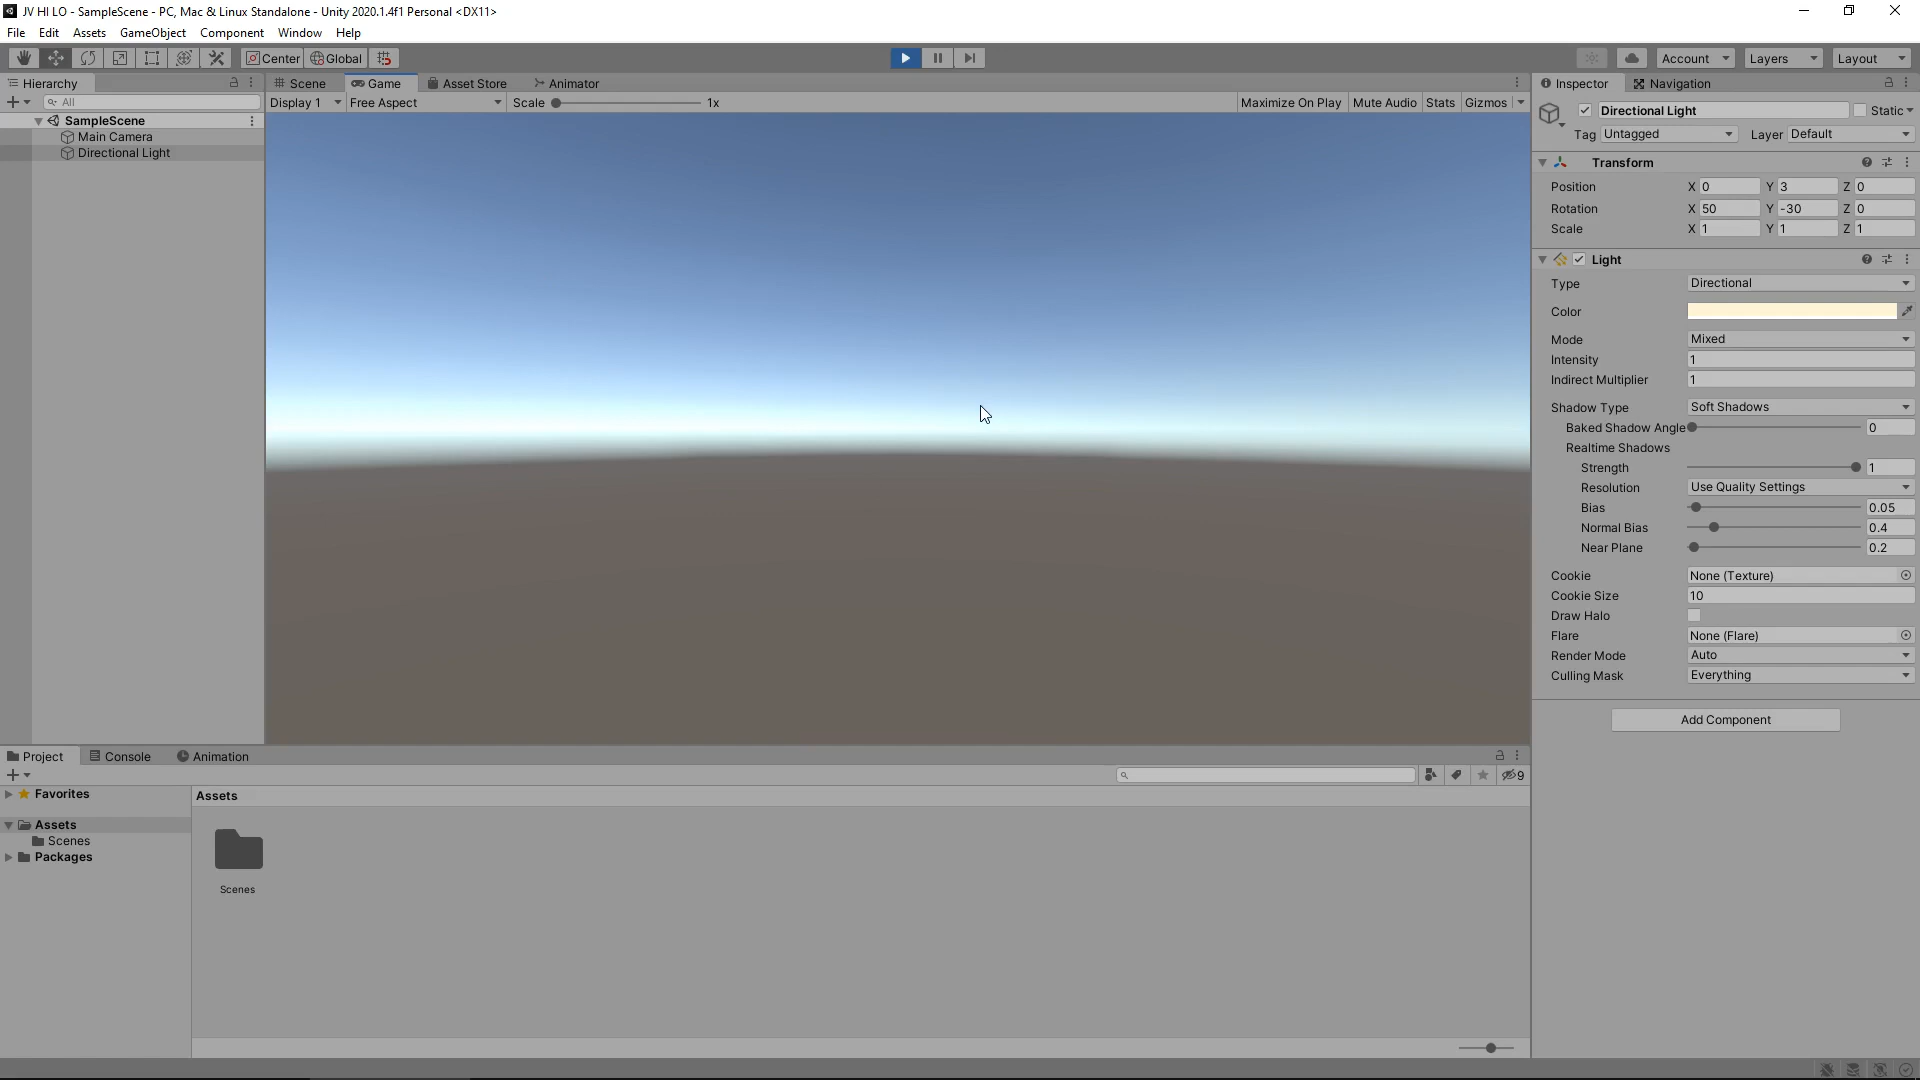 JV HI LO - SampleScene - PC, Mac & Linux Standalone - Unity 2020.1.4f1 Personal <DX11>
File Edit Assets GameObject Component Window Help
Center Global Account Layers Layout
Hierarchy
All
SampleScene
Main Camera
Directional Light
Scene Game Asset Store Animator
Display 1 Free Aspect Scale 1x Maximize On Play Mute Audio Stats Gizmos
Inspector Navigation
Directional Light Static
Tag Untagged Layer Default
Transform
Position X 0 Y 3 Z 0
Rotation X 50 Y -30 Z 0
Scale X 1 Y 1 Z 1
Light
Type Directional
Color
Mode Mixed
Intensity 1
Indirect Multiplier 1
Shadow Type Soft Shadows
Baked Shadow Angle 0
Realtime Shadows
Strength 1
Resolution Use Quality Settings
Bias 0.05
Normal Bias 0.4
Near Plane 0.2
Cookie None (Texture)
Cookie Size 10
Draw Halo
Flare None (Flare)
Render Mode Auto
Culling Mask Everything
Add Component
Project Console Animation
9
Favorites
Assets
Scenes
Packages
Assets
Scenes